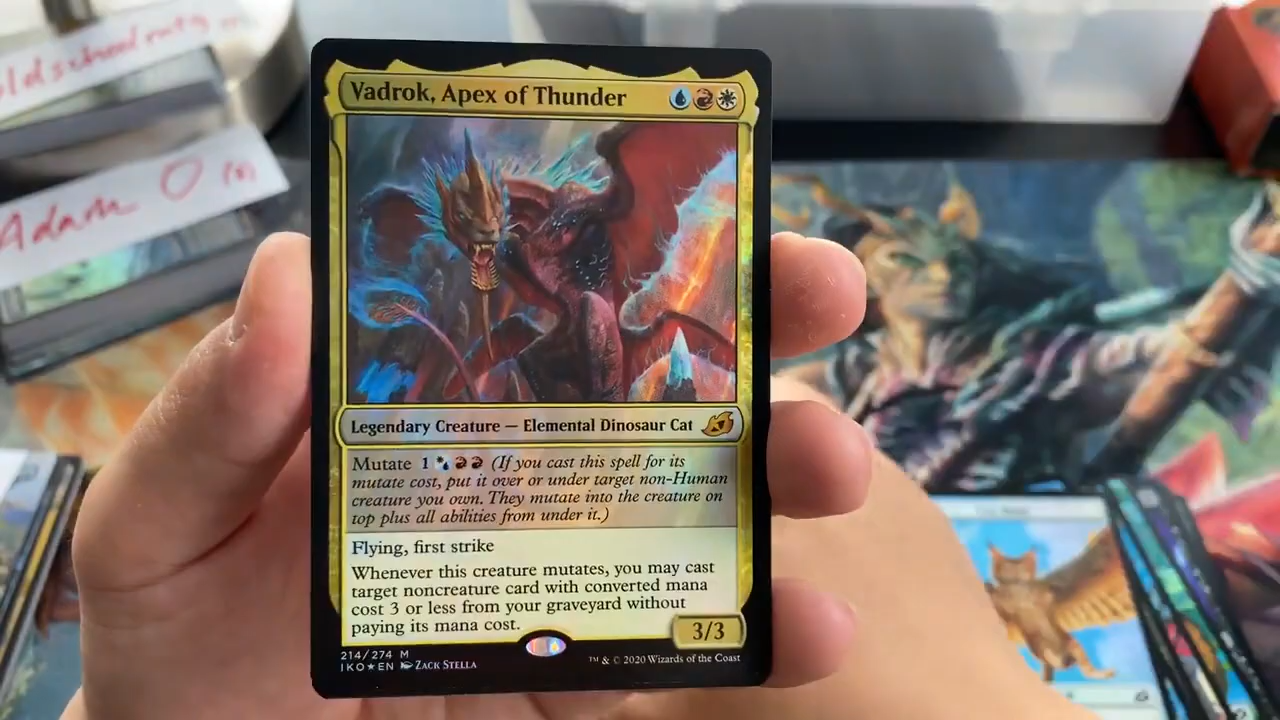 oldschoolmtg
Adam O (8)
Vadrok, Apex of Thunder
Legendary Creature — Elemental Dinosaur Cat
Mutate 1 (If you cast this spell for its
mutate cost, put it over or under target non-Human
creature you own. They mutate into the creature on
top plus all abilities from under it.)
Flying, first strike
Whenever this creature mutates, you may cast
target noncreature card with converted mana
cost 3 or less from your graveyard without
paying its mana cost.
3/3
214/274 M
IKO★EN Zack Stella
™ & © 2020 Wizards of the Coast